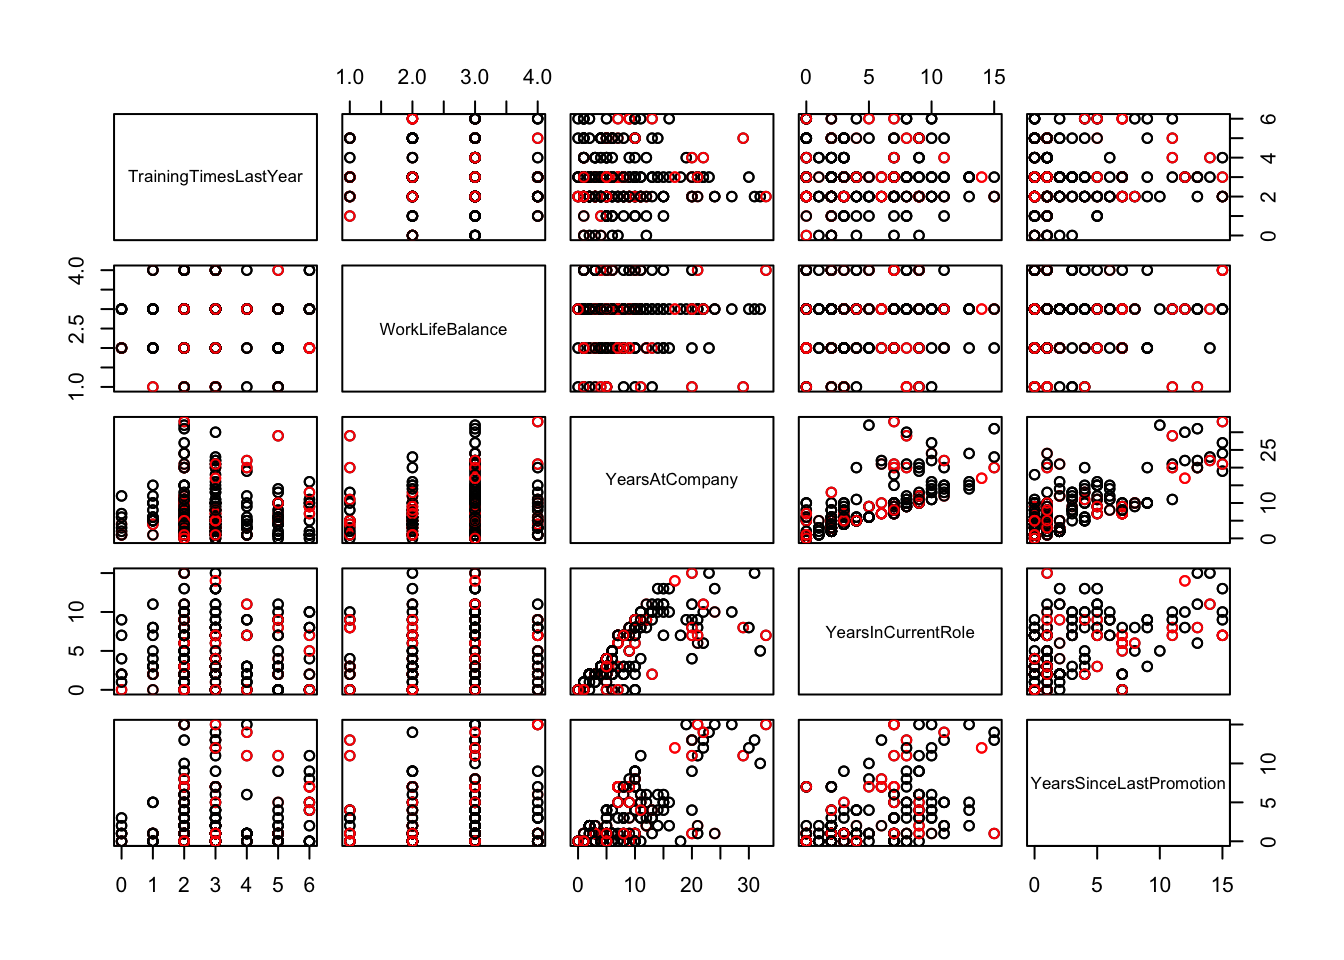 1.0 2.0 3.0 4.0 0 5 10 15
TrainingTimesLastYear 0 2 4 6
1.0 2.5 4.0 WorkLifeBalance
YearsAtCompany 0 10 25
0 5 10 YearsInCurrentRole
YearsSinceLastPromotion 0 5 10
0 1 2 3 4 5 6 0 10 20 30 0 5 10 15